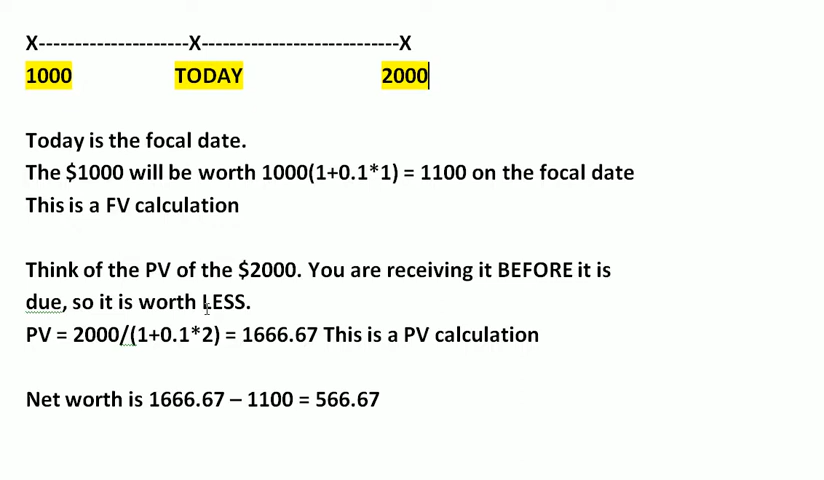 X---------------------X----------------------------X
1000 TODAY 2000
Today is the focal date.
The $1000 will be worth 1000(1+0.1*1) = 1100 on the focal date
This is a FV calculation
Think of the PV of the $2000. You are receiving it BEFORE it is
due, so it is worth LESS.
PV = 2000/(1+0.1*2) = 1666.67 This is a PV calculation
Net worth is 1666.67 – 1100 = 566.67